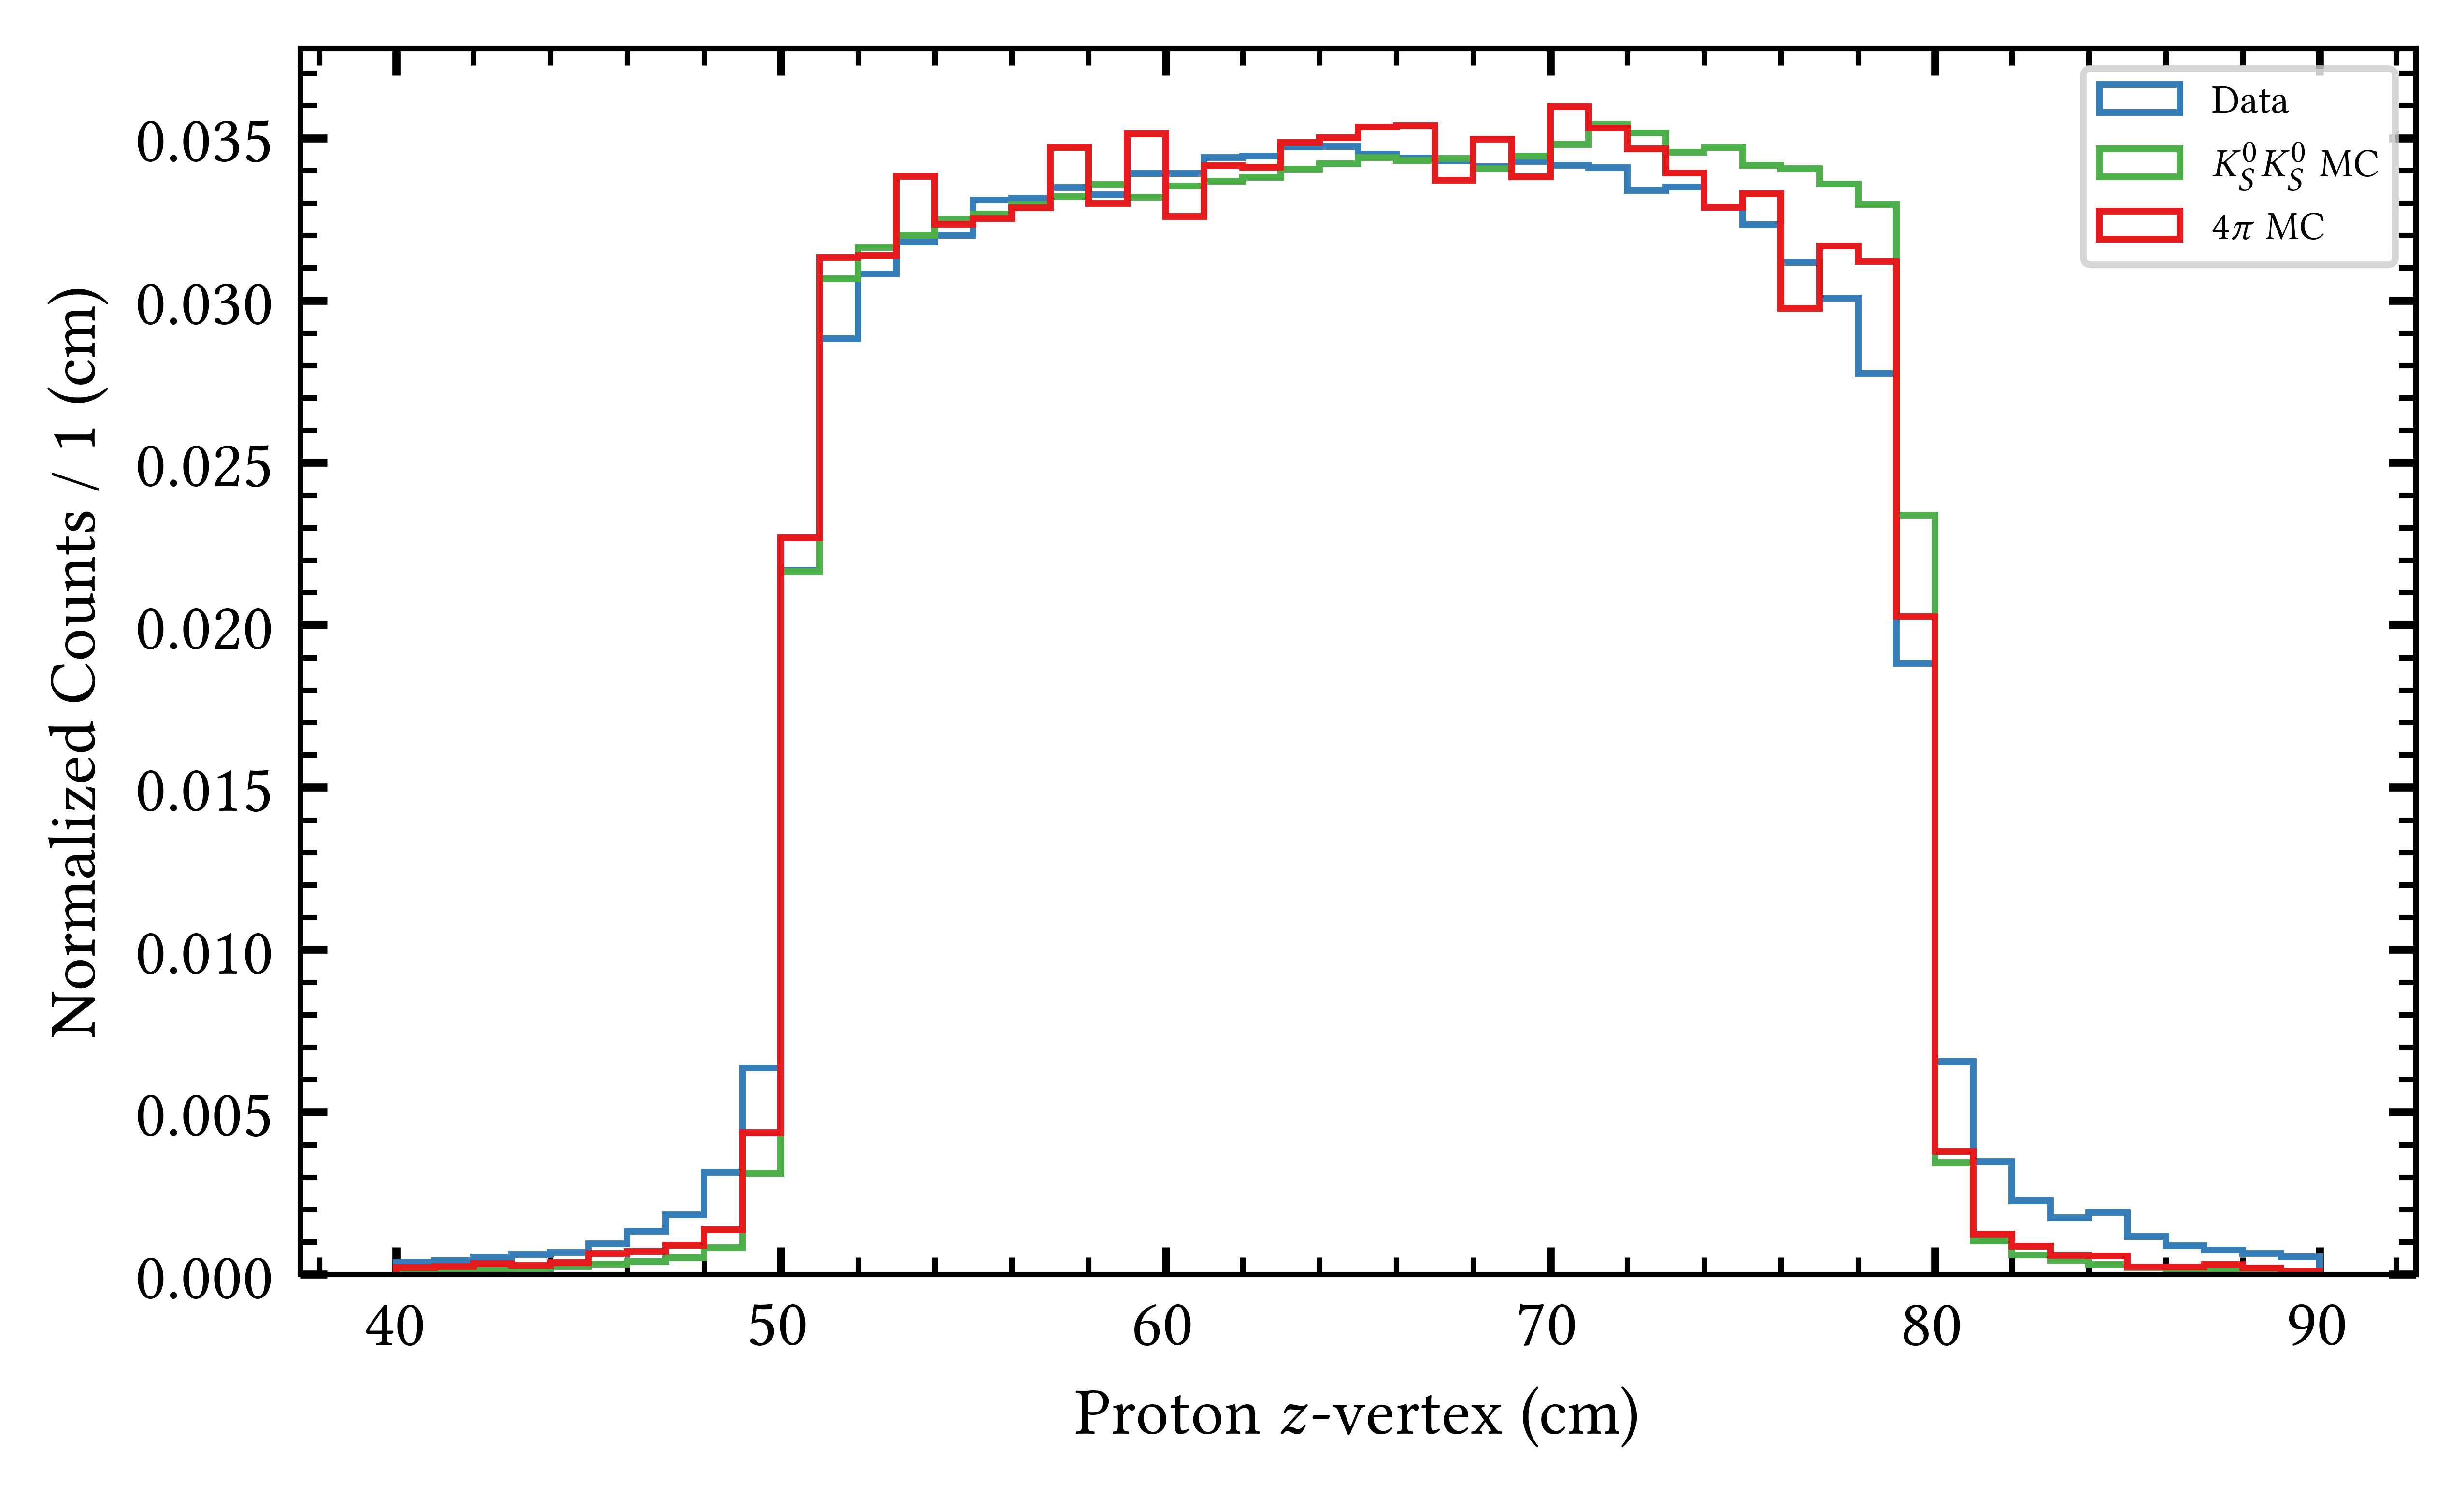 Normalized Counts / 1 (cm)
0.035
0.030
0.025
0.020
0.015
0.010
0.005
0.000
Data
$K_S^0 K_S^0$ MC
4π MC
40 50 60 70 80 90
Proton z-vertex (cm)